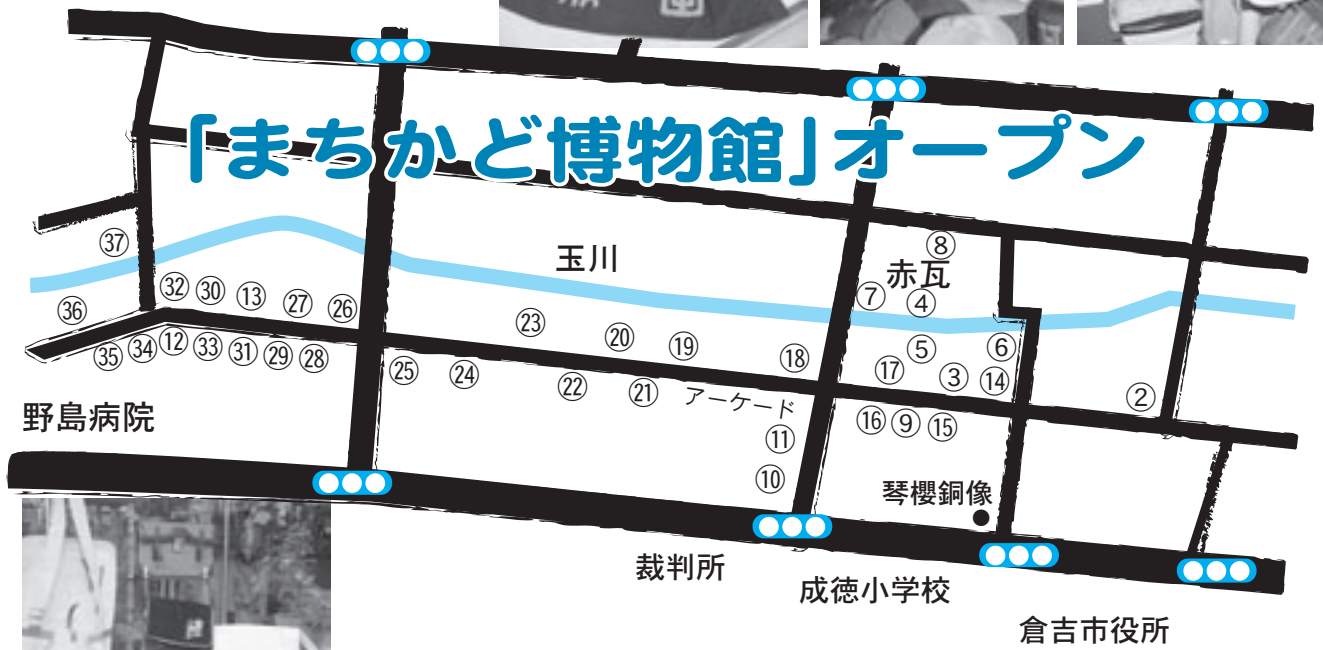 「まちかど博物館」オープン
玉川
赤瓦
⑧
㊲
⑦ ④
㉜ ㉚ ⑬ ㉗ ㉖
㊱
㉓ ⑳ ⑲ ⑱
⑤ ⑥
㉟ ㉞ ⑫ ㉝ ㉛ ㉙ ㉘
㉕ ㉔ ㉒ ㉑
⑰ ③ ⑭ ②
アーケード
⑯ ⑨ ⑮
⑪
⑩
野島病院
琴櫻銅像
裁判所
成徳小学校
倉吉市役所